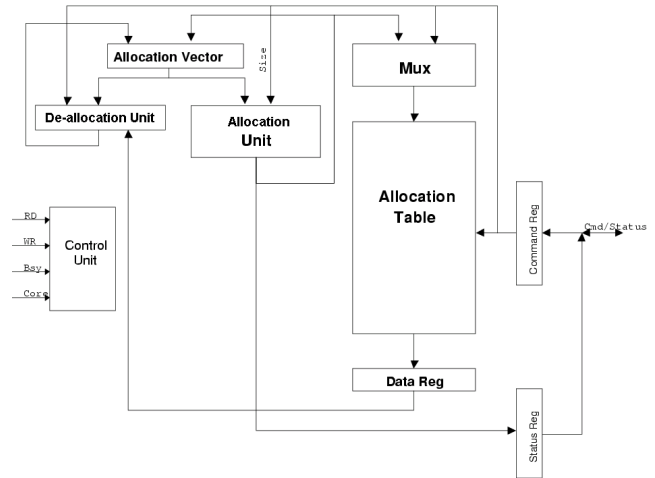 Allocation Vector
Size
Mux
De-allocation Unit
Allocation
Unit
Allocation
Table
Command Reg
Cmd/Status
RD
WR
Bsy
Core
Control
Unit
Data Reg
Status Reg